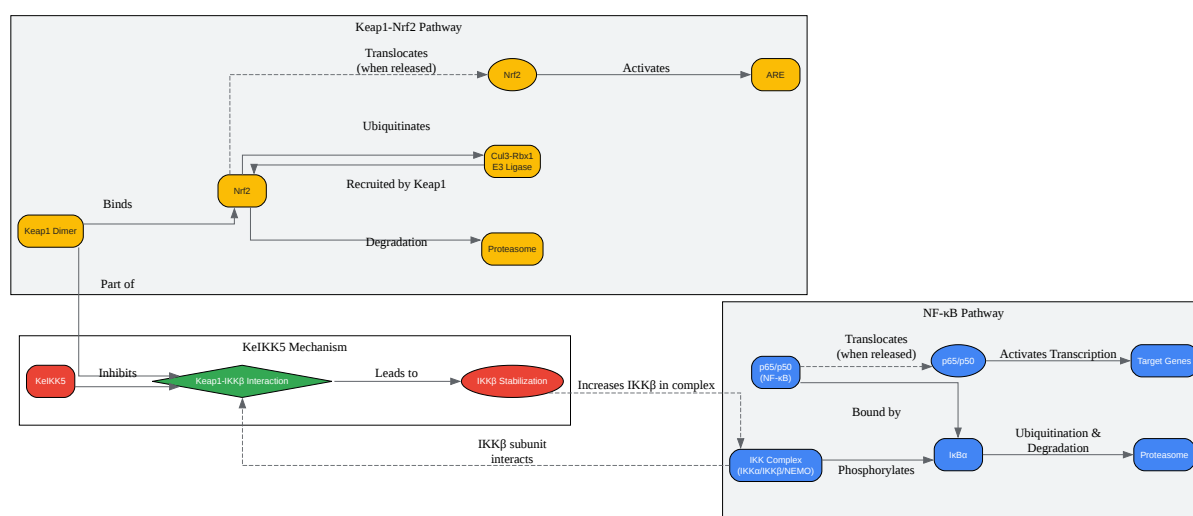 Keap1-Nrf2 Pathway
Translocates
(when released)
Nrf2
Activates
ARE
Ubiquitinates
Cul3-Rbx1
E3 Ligase
Recruited by Keap1
Nrf2
Binds
Keap1 Dimer
Degradation
Proteasome
Part of
KeIKK5 Mechanism
KeIKK5
Inhibits
Keap1-IKKβ Interaction
Leads to
IKKβ Stabilization
Increases IKKβ in complex
IKKβ subunit
interacts
NF-κB Pathway
Translocates
(when released)
p65/p50
(NF-κB)
p65/p50
Activates Transcription
Target Genes
Bound by
Ubiquitination &
Degradation
IKK Complex
(IKKα/IKKβ/NEMO)
Phosphorylates
IκBα
Proteasome